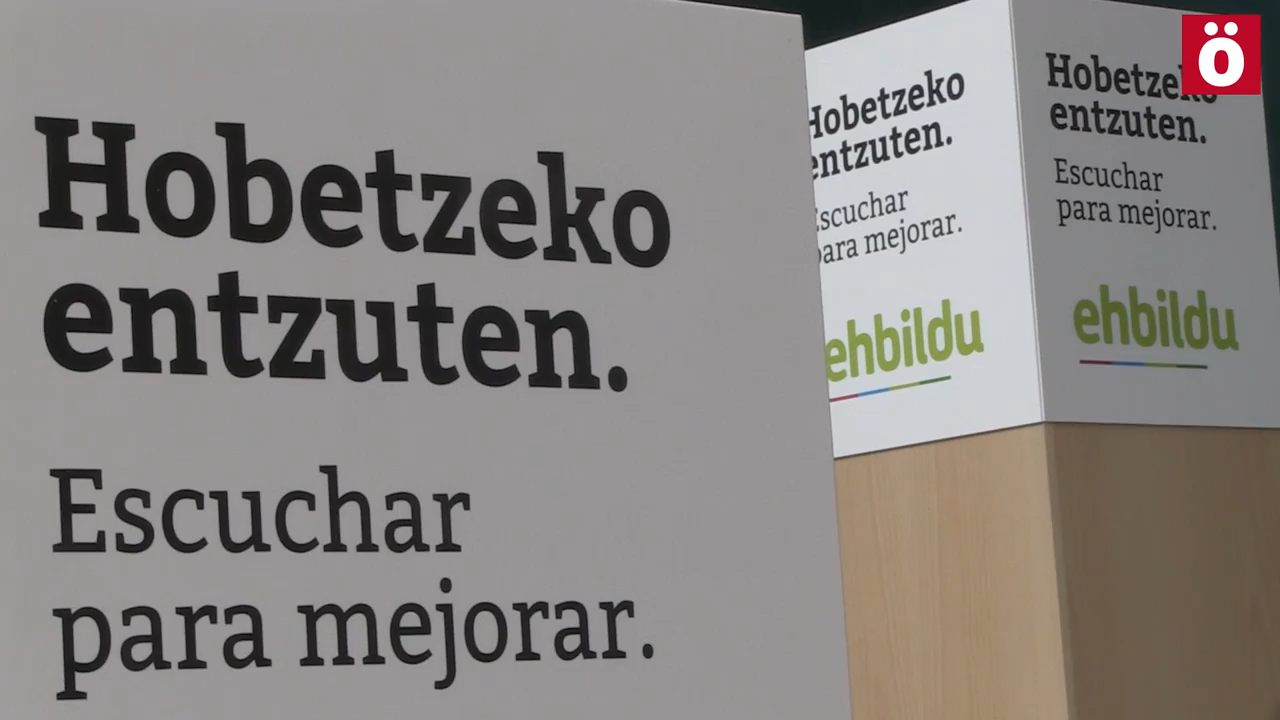 Hobetzeko
entzuten.
Escuchar
para mejorar.
Hobetzeko
entzuten.
Escuchar
para mejorar.
ehbildu
Hobetzeko
entzuten.
Escuchar
para mejorar.
ehbildu
ö